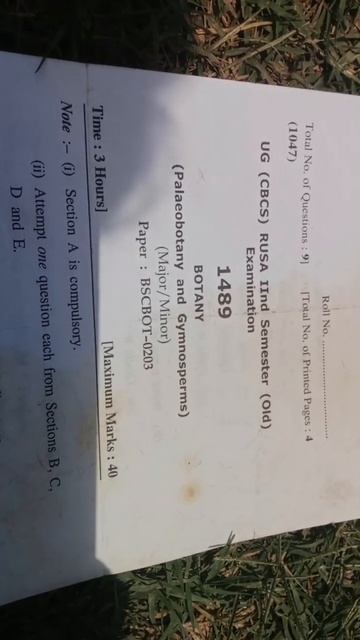 Roll No. ................................
Total No. of Questions : 9] [Total No. of Printed Pages : 4
(1047)
UG (CBCS) RUSA IInd Semester (Old)
Examination
1489
BOTANY
(Palaeobotany and Gymnosperms)
(Major/Minor)
Paper : BSCBOT-0203
Time : 3 Hours] [Maximum Marks : 40
Note :– (i) Section A is compulsory.
(ii) Attempt one question each from Sections B, C,
D and E.